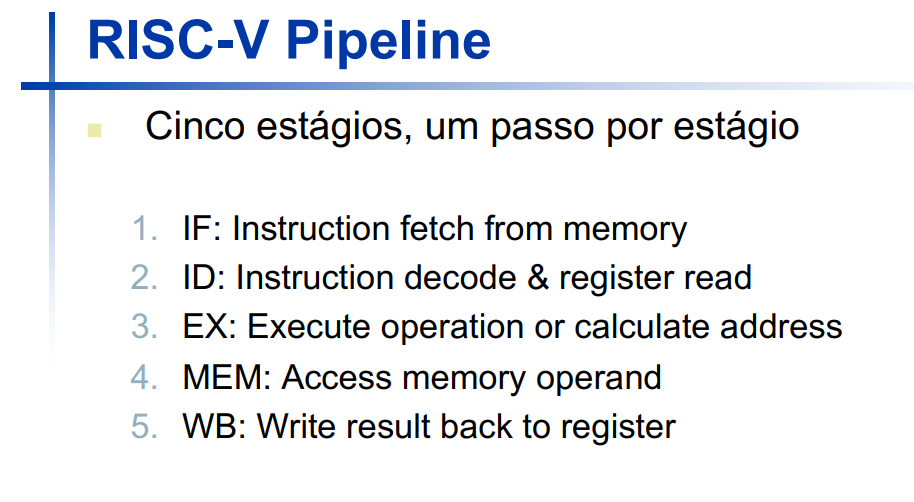 RISC-V Pipeline
Cinco estágios, um passo por estágio
1. IF: Instruction fetch from memory
2. ID: Instruction decode & register read
3. EX: Execute operation or calculate address
4. MEM: Access memory operand
5. WB: Write result back to register